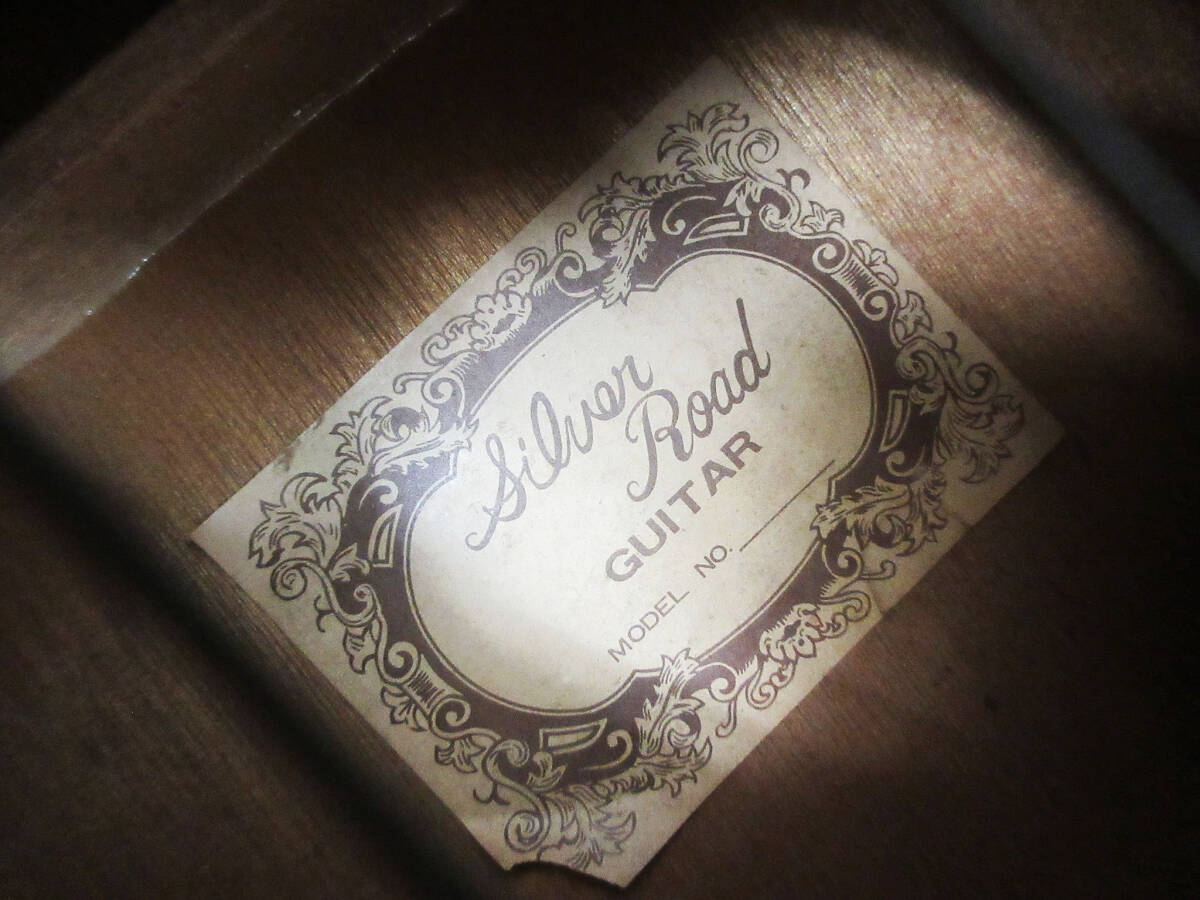 Silver
Road
GUITAR
MODEL NO.